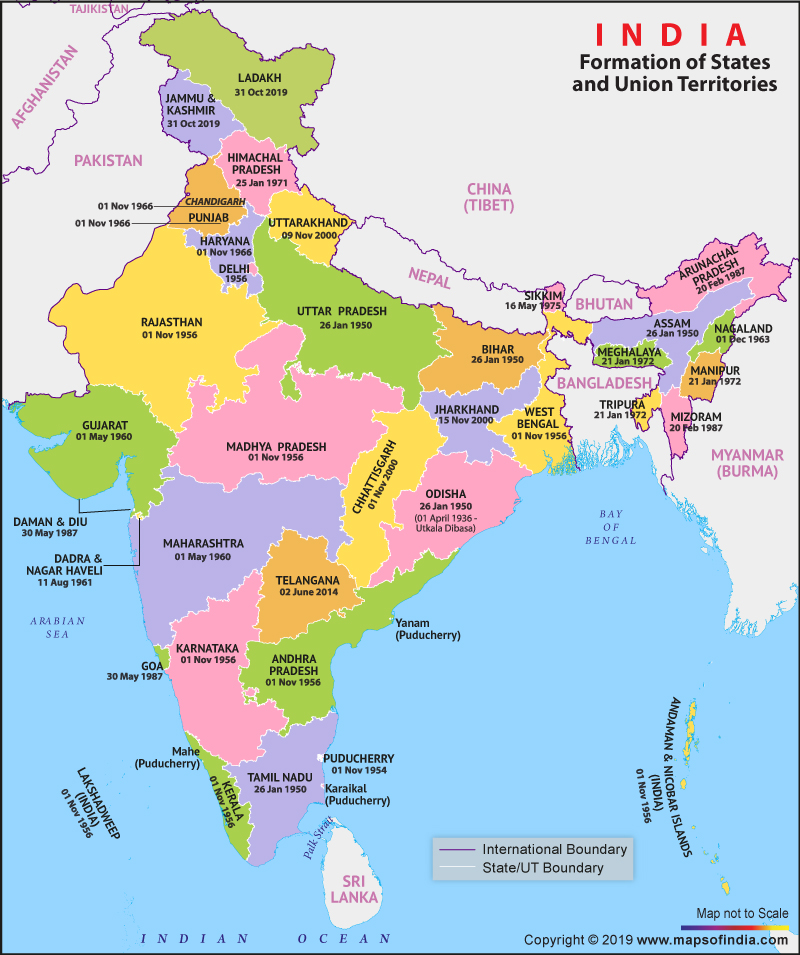 TAJIKISTAN
I N D I A
Formation of States
and Union Territories
AFGHANISTAN
LADAKH
31 Oct 2019
JAMMU &
KASHMIR
31 Oct 2019
PAKISTAN
HIMACHAL
PRADESH
25 Jan 1971
CHINA
(TIBET)
CHANDIGARH
01 Nov 1966
PUNJAB
01 Nov 1966
UTTARAKHAND
09 Nov 2000
HARYANA
01 Nov 1966
DELHI
1956
NEPAL
ARUNACHAL
PRADESH
20 Feb 1987
SIKKIM
16 May 1975
BHUTAN
RAJASTHAN
01 Nov 1956
UTTAR PRADESH
26 Jan 1950
ASSAM
26 Jan 1950
NAGALAND
01 Dec 1963
BIHAR
26 Jan 1950
MEGHALAYA
21 Jan 1972
MANIPUR
21 Jan 1972
BANGLADESH
GUJARAT
01 May 1960
JHARKHAND
15 Nov 2000
WEST
BENGAL
01 Nov 1956
TRIPURA
21 Jan 1972
MIZORAM
20 Feb 1987
MADHYA PRADESH
01 Nov 1956
CHHATTISGARH
01 Nov 2000
MYANMAR
(BURMA)
ODISHA
26 Jan 1950
(01 April 1936 -
Utkala Dibasa)
DAMAN & DIU
30 May 1987
BAY
OF
BENGAL
MAHARASHTRA
01 May 1960
DADRA &
NAGAR HAVELI
11 Aug 1961
TELANGANA
02 June 2014
ARABIAN
SEA
Yanam
(Puducherry)
KARNATAKA
01 Nov 1956
GOA
30 May 1987
ANDHRA
PRADESH
01 Nov 1956
ANDAMAN & NICOBAR ISLANDS
(INDIA)
01 Nov 1956
Mahe
(Puducherry)
PUDUCHERRY
01 Nov 1954
LAKSHADWEEP
(INDIA)
01 Nov 1956
KERALA
01 Nov 1956
TAMIL NADU
26 Jan 1950
Karaikal
(Puducherry)
Palk Strait
International Boundary
State/UT Boundary
SRI
LANKA
Map not to Scale
I N D I A N O C E A N
Copyright © 2019 www.mapsofindia.com